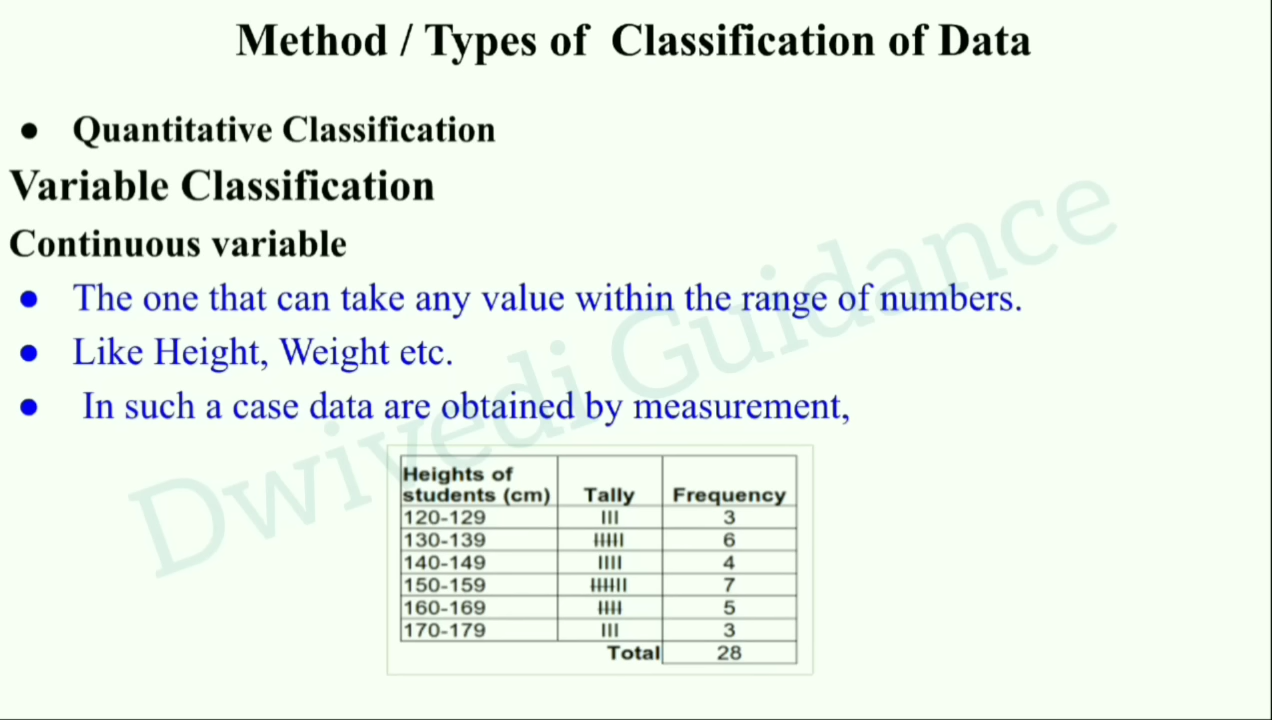 Method / Types of Classification of Data
● Quantitative Classification
Variable Classification
Continuous variable
● The one that can take any value within the range of numbers.
● Like Height, Weight etc.
● In such a case data are obtained by measurement,
Heights of
students (cm) Tally Frequency
120-129 III 3
130-139 IIIII 6
140-149 IIII 4
150-159 IIIIII 7
160-169 IIII 5
170-179 III 3
Total 28
Dwivedi Guidance